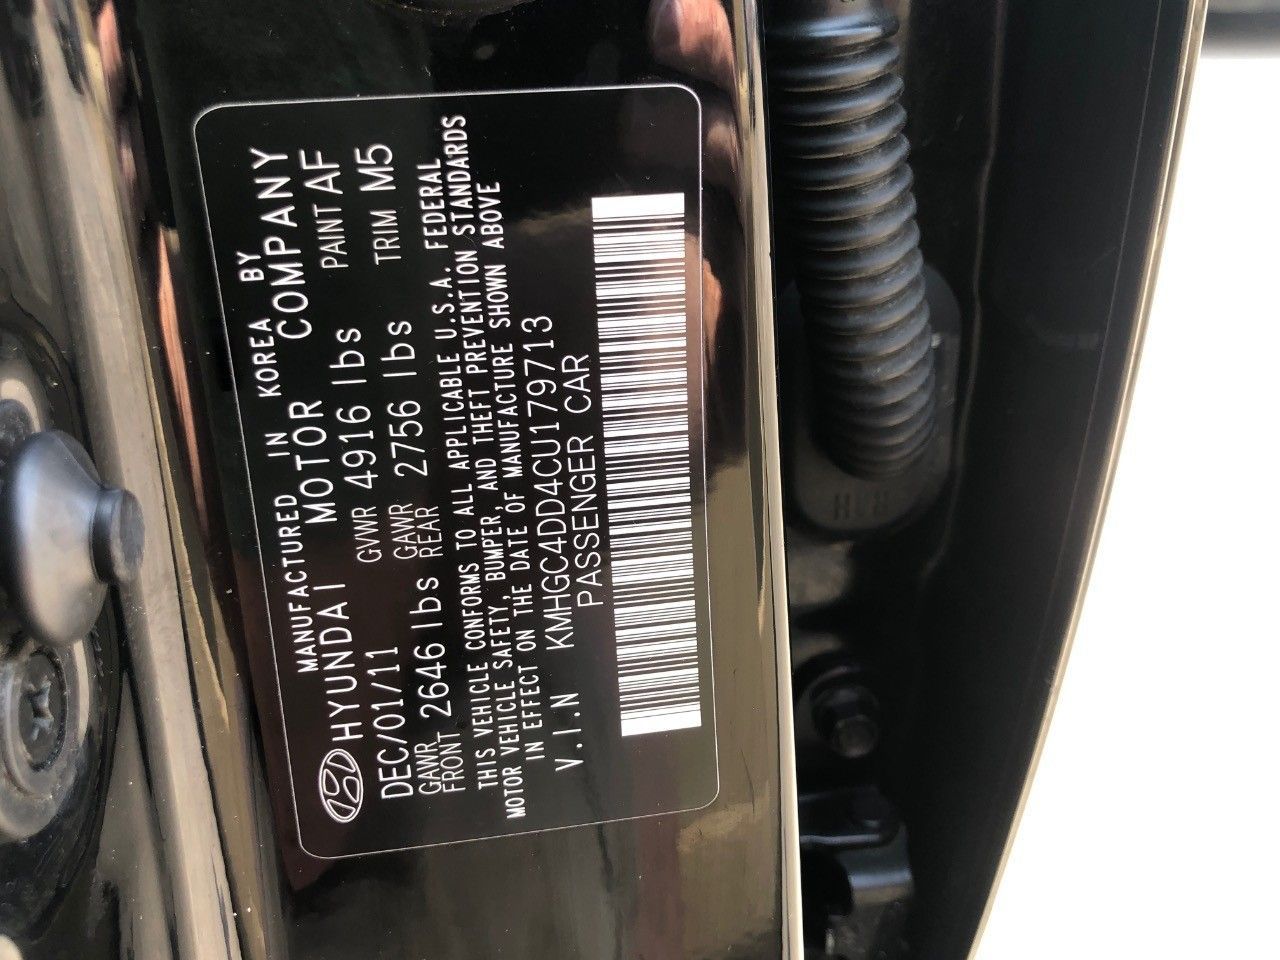 MANUFACTURED IN KOREA BY
HYUNDAI MOTOR COMPANY
DEC/01/11 GVWR 4916 lbs PAINT AF
GAWR FRONT 2646 lbs GAWR REAR 2756 lbs TRIM M5
THIS VEHICLE CONFORMS TO ALL APPLICABLE U.S.A. FEDERAL
MOTOR VEHICLE SAFETY, BUMPER, AND THEFT PREVENTION STANDARDS
IN EFFECT ON THE DATE OF MANUFACTURE SHOWN ABOVE
V.I.N KMHGC4DD4CU179713
PASSENGER CAR